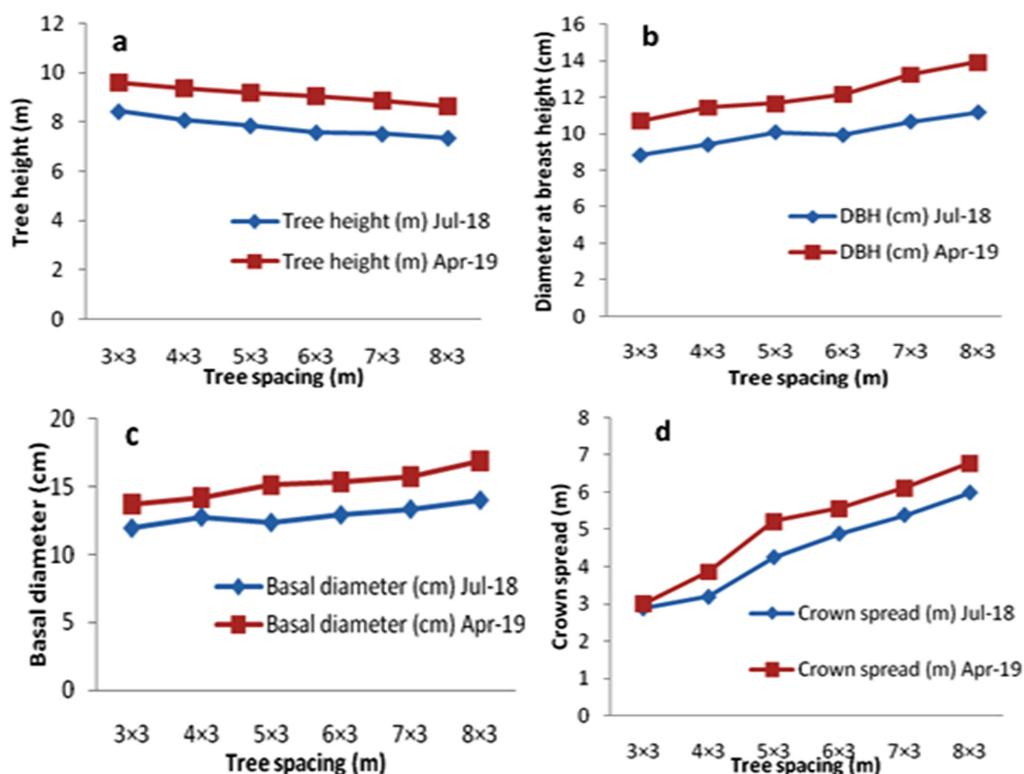 a
Tree height (m)
12
10
8
6
4
2
0
Tree height (m) Jul-18
Tree height (m) Apr-19
3×3 4×3 5×3 6×3 7×3 8×3
Tree spacing (m)
b
Diameter at breast height (cm)
16
14
12
10
8
6
4
2
0
DBH (cm) Jul-18
DBH (cm) Apr-19
3×3 4×3 5×3 6×3 7×3 8×3
Tree spacing (m)
c
Basal diameter (cm)
20
15
10
5
0
Basal diameter (cm) Jul-18
Basal diameter (cm) Apr-19
3×3 4×3 5×3 6×3 7×3 8×3
Tree spacing (m)
d
Crown spread (m)
8
7
6
5
4
3
2
1
0
Crown spread (m) Jul-18
Crown spread (m) Apr-19
3×3 4×3 5×3 6×3 7×3 8×3
Tree spacing (m)